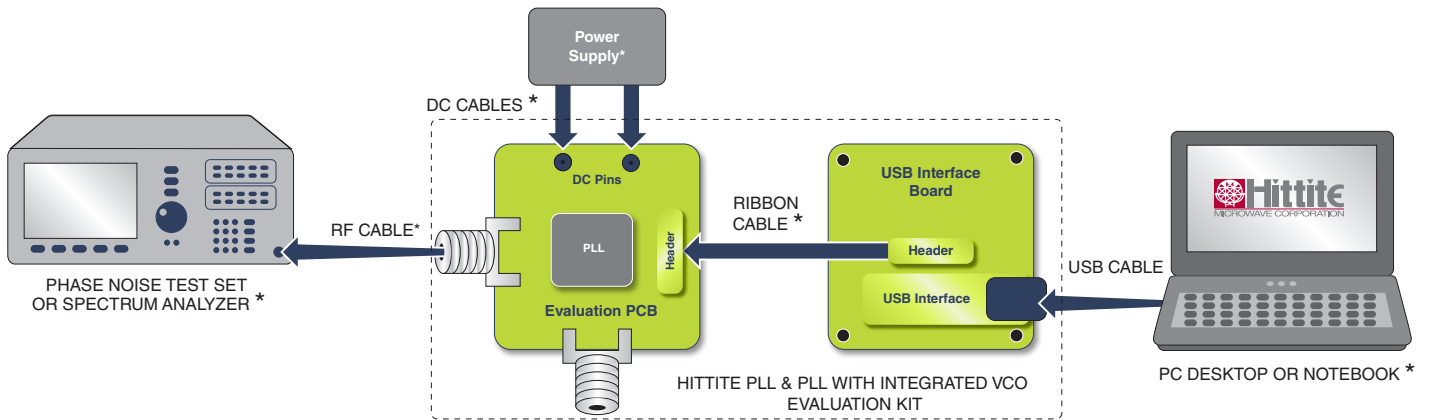 Power
Supply*
DC CABLES *
DC Pins
PLL
Header
Evaluation PCB
RF CABLE*
PHASE NOISE TEST SET
OR SPECTRUM ANALYZER *
RIBBON
CABLE *
USB Interface
Board
Header
USB Interface
USB CABLE
Hittite
MICROWAVE CORPORATION
PC DESKTOP OR NOTEBOOK *
HITTITE PLL & PLL WITH INTEGRATED VCO
EVALUATION KIT